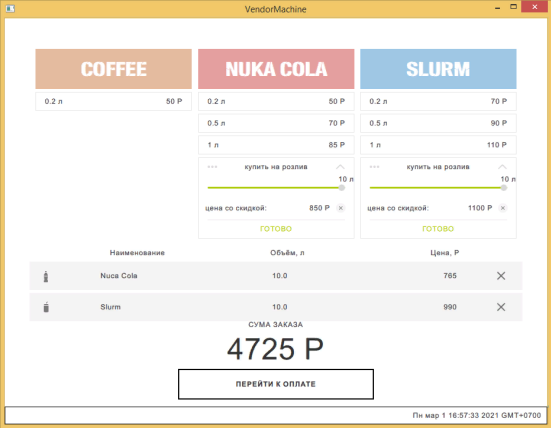 VendorMachine
COFFEE NUKA COLA SLURM
0.2 л 50 Р 0.2 л 50 Р 0.2 л 70 Р
0.5 л 70 Р 0.5 л 90 Р
1 л 85 Р 1 л 110 Р
купить на розлив купить на розлив
10 л 10 л
цена со скидкой: 850 Р цена со скидкой: 1100 Р
ГОТОВО ГОТОВО
Наименование Объём, л Цена, Р
Nuca Cola 10.0 765
Slurm 10.0 990
СУМА ЗАКАЗА
4725 Р
ПЕРЕЙТИ К ОПЛАТЕ
Пн мар 1 16:57:33 2021 GMT+0700